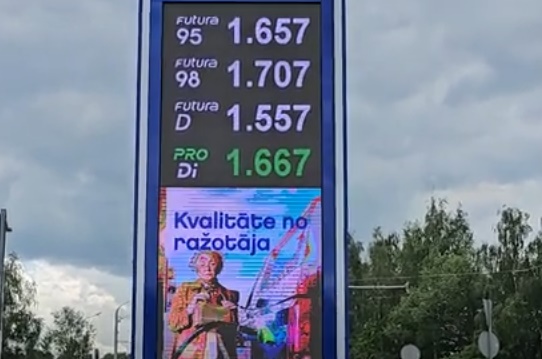 Futura 95 1.657
Futura 98 1.707
Futura D 1.557
PRO Di 1.667
Kvalitāte no
ražotāja